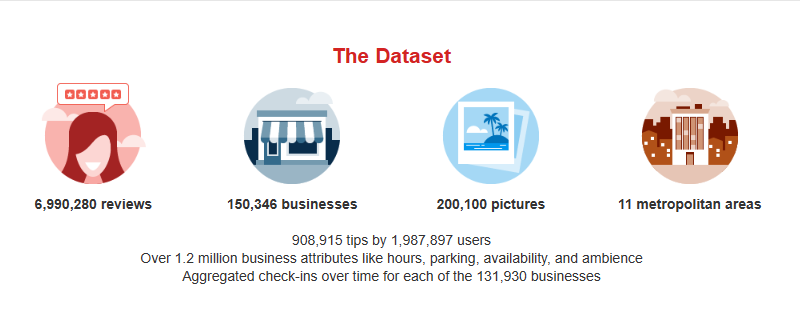 The Dataset
6,990,280 reviews
150,346 businesses
200,100 pictures
11 metropolitan areas
908,915 tips by 1,987,897 users
Over 1.2 million business attributes like hours, parking, availability, and ambience
Aggregated check-ins over time for each of the 131,930 businesses